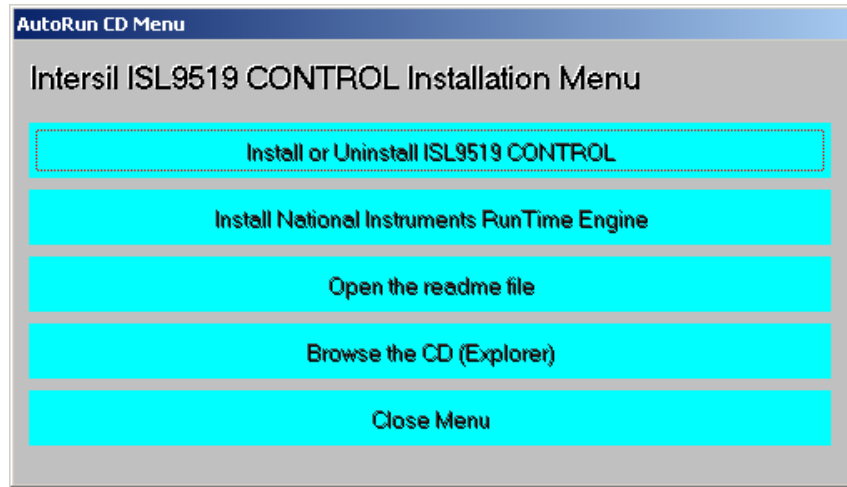 AutoRun CD Menu
Intersil ISL9519 CONTROL Installation Menu
Install or Uninstall ISL9519 CONTROL
Install National Instruments RunTime Engine
Open the readme file
Browse the CD (Explorer)
Close Menu